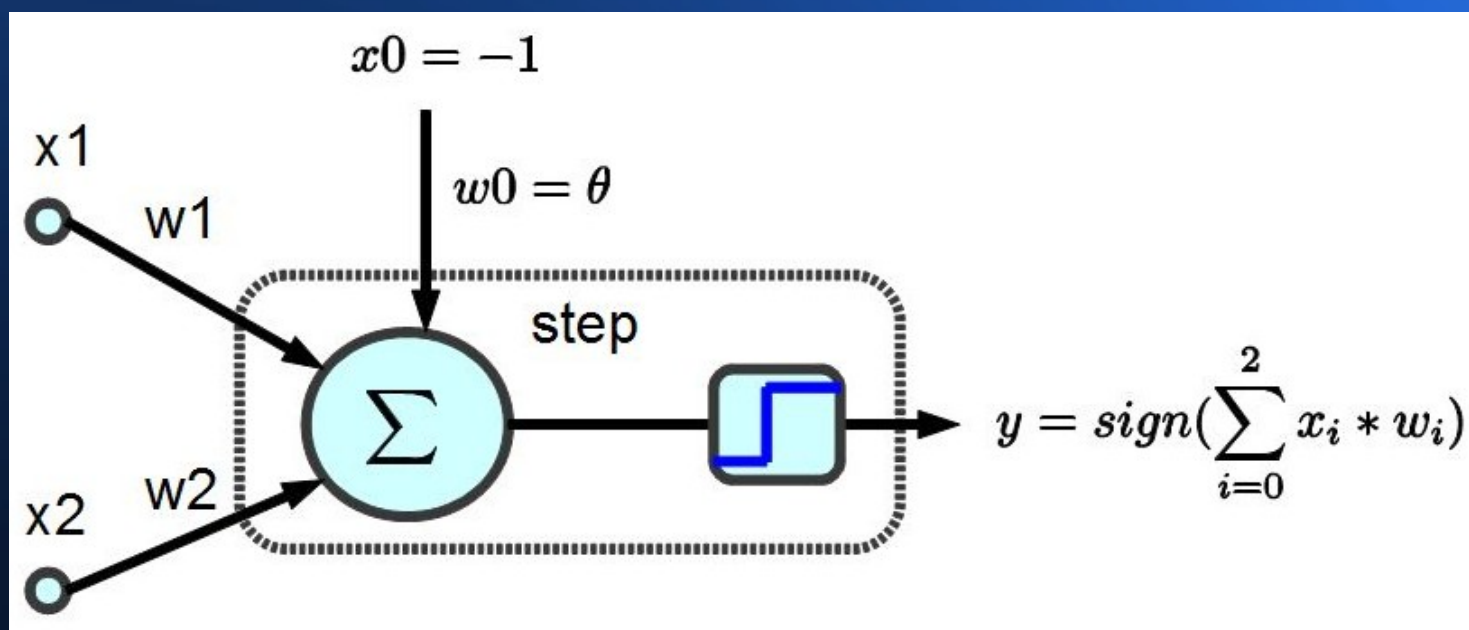 x0 = −1
x1
w0 = θ
w1
step
Σ
y = sign(∑_{i=0}^{2} x_i * w_i)
w2
x2